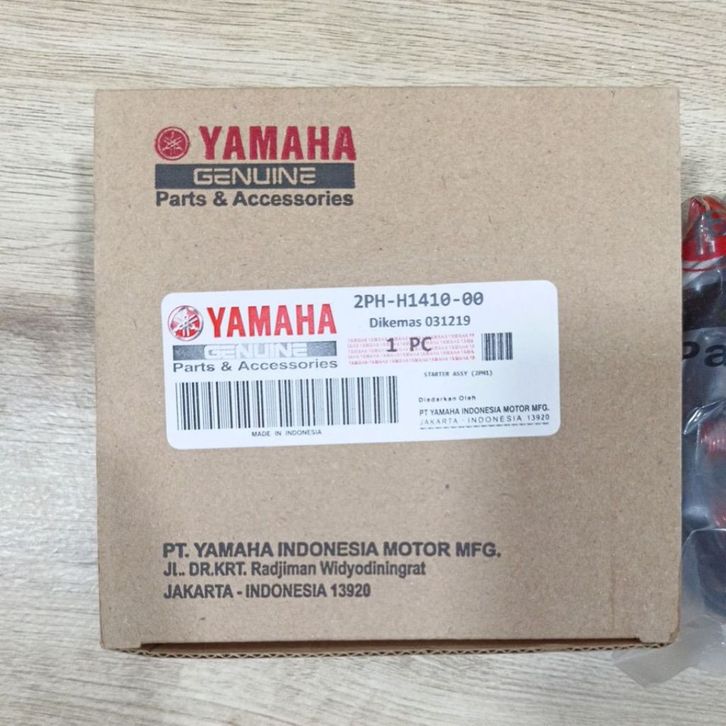 YAMAHA
GENUINE
Parts & Accessories
2PH-H1410-00
Dikemas 031219
YAMAHA
GENUINE
Parts & Accessories
1 PC
STARTER ASSY (2PH1)
Diedarkan Oleh
PT YAMAHA INDONESIA MOTOR MFG.
JAKARTA - INDONESIA 13920
MADE IN INDONESIA
PT. YAMAHA INDONESIA MOTOR MFG.
Jl.. DR.KRT. Radjiman Widyodiningrat
JAKARTA - INDONESIA 13920